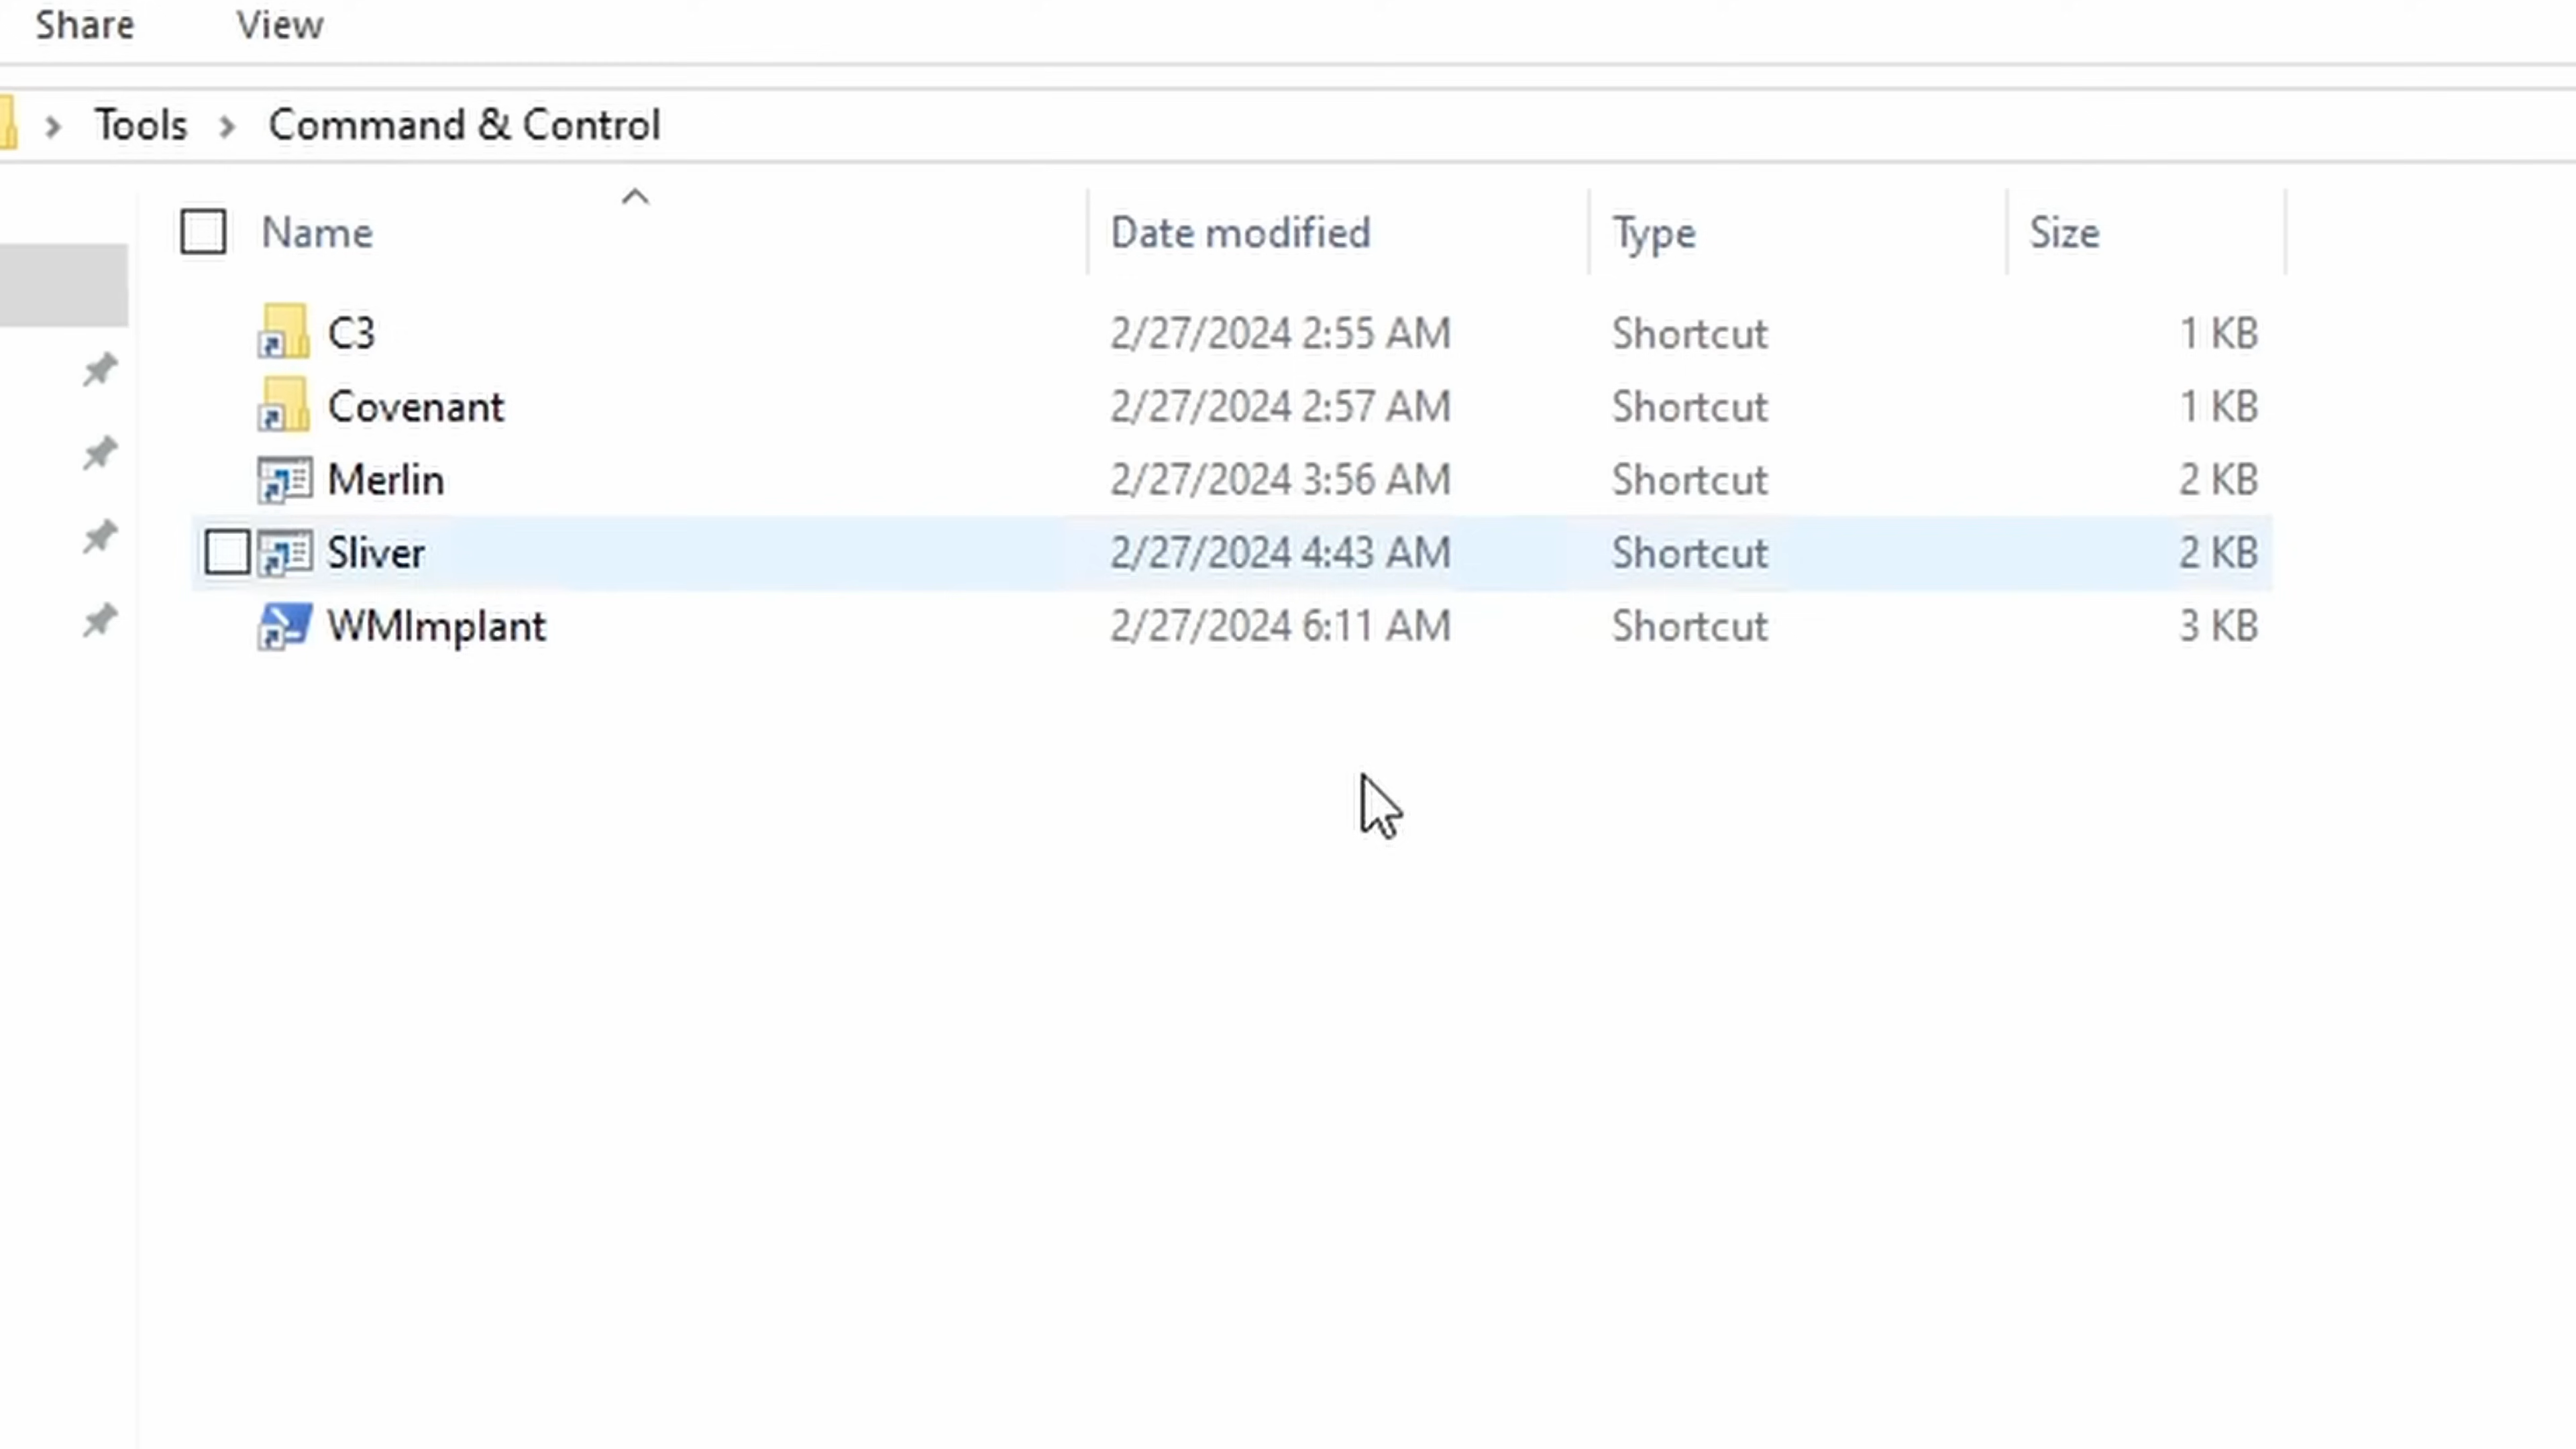 Share View
Tools > Command & Control
Name Date modified Type Size
C3 2/27/2024 2:55 AM Shortcut 1 KB
Covenant 2/27/2024 2:57 AM Shortcut 1 KB
Merlin 2/27/2024 3:56 AM Shortcut 2 KB
Sliver 2/27/2024 4:43 AM Shortcut 2 KB
WMImplant 2/27/2024 6:11 AM Shortcut 3 KB